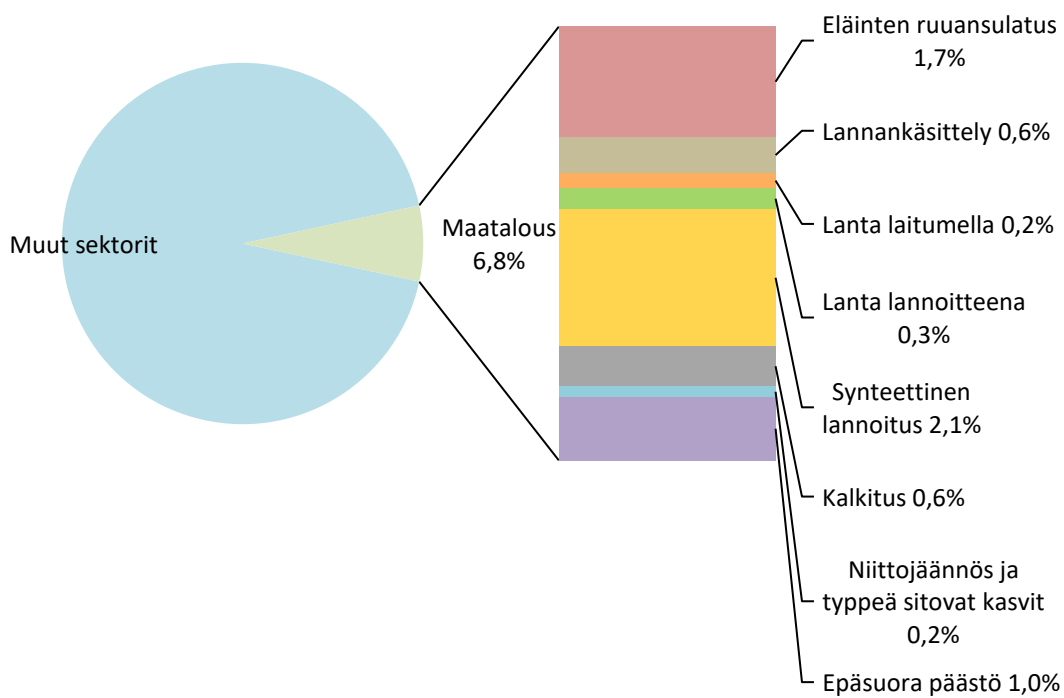 Muut sektorit
Maatalous
6,8%
Eläinten ruuansulatus
1,7%
Lannankäsittely 0,6%
Lanta laitumella 0,2%
Lanta lannoitteena
0,3%
Synteettinen
lannoitus 2,1%
Kalkitus 0,6%
Niittojäännös ja
typpeä sitovat kasvit
0,2%
Epäsuora päästö 1,0%